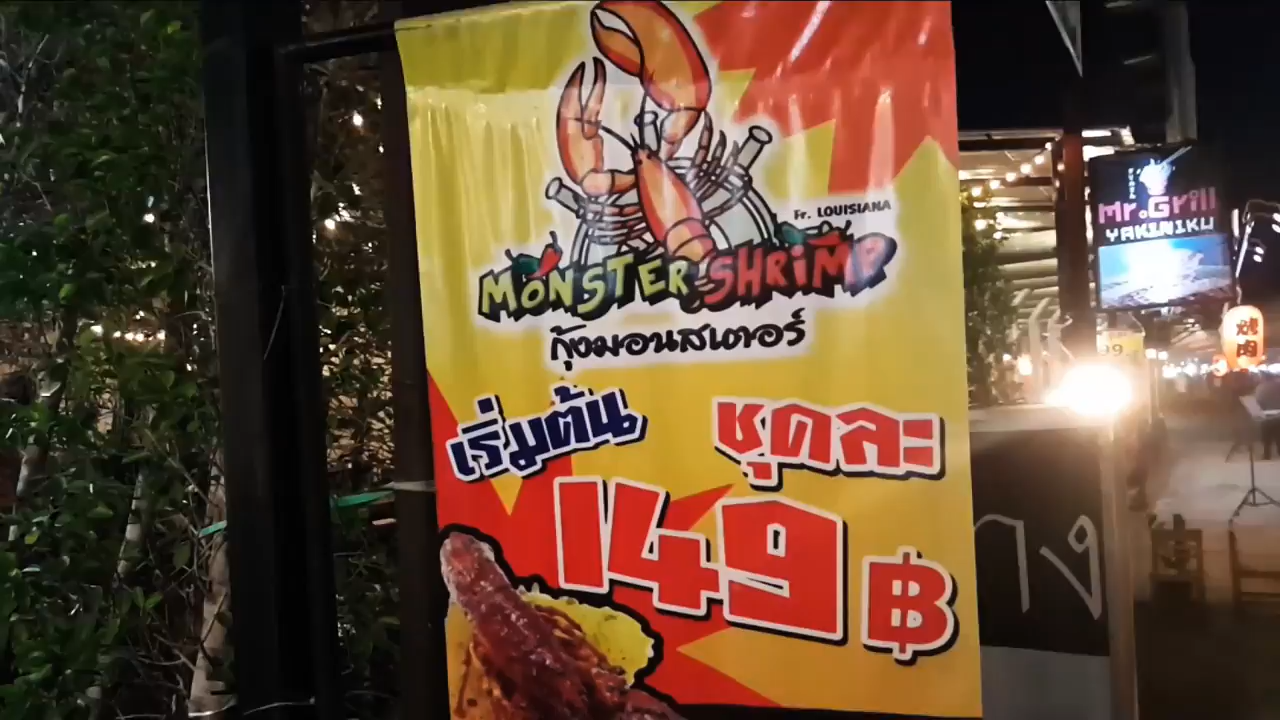 Fr. LOUISIANA
MONSTER SHRIMP
กุ้งมอนสเตอร์
เริ่มต้น
ชุดละ
149 ฿
Mr.Grill
YAKINIKU
焼肉
99